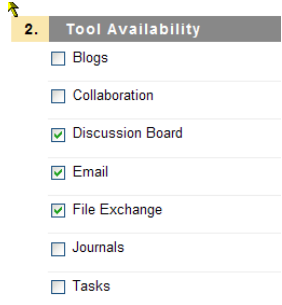 2. Tool Availability
Blogs
Collaboration
Discussion Board
Email
File Exchange
Journals
Tasks